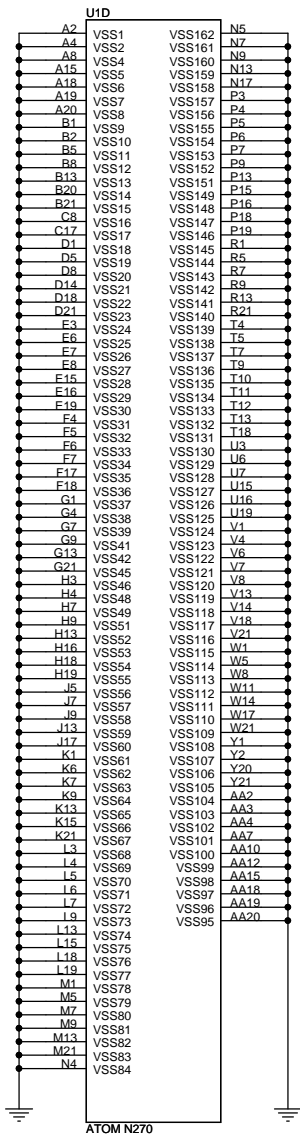 U1D
A2 VSS1 VSS162 N5
A4 VSS2 VSS161 N7
A8 VSS4 VSS160 N9
A15 VSS5 VSS159 N13
A18 VSS6 VSS158 N17
A19 VSS7 VSS157 P3
A20 VSS8 VSS156 P4
B1 VSS9 VSS155 P5
B2 VSS10 VSS154 P6
B5 VSS11 VSS153 P7
B8 VSS12 VSS152 P9
B13 VSS13 VSS151 P13
B20 VSS14 VSS149 P15
B21 VSS15 VSS148 P16
C8 VSS16 VSS147 P18
C17 VSS17 VSS146 P19
D1 VSS18 VSS145 R1
D5 VSS19 VSS144 R5
D8 VSS20 VSS143 R7
D14 VSS21 VSS142 R9
D18 VSS22 VSS141 R13
D21 VSS23 VSS140 R21
E3 VSS24 VSS139 T4
E6 VSS25 VSS138 T5
E7 VSS26 VSS137 T7
E8 VSS27 VSS136 T9
E15 VSS28 VSS135 T10
E16 VSS29 VSS134 T11
E19 VSS30 VSS133 T12
F4 VSS31 VSS132 T13
F5 VSS32 VSS131 T18
F6 VSS33 VSS130 U3
F7 VSS34 VSS129 U6
F17 VSS35 VSS128 U7
F18 VSS36 VSS127 U15
G1 VSS37 VSS126 U16
G4 VSS38 VSS125 U19
G7 VSS39 VSS124 V1
G9 VSS41 VSS123 V4
G13 VSS42 VSS122 V6
G21 VSS45 VSS121 V7
H3 VSS46 VSS120 V8
H4 VSS48 VSS119 V13
H7 VSS49 VSS118 V14
H9 VSS51 VSS117 V18
H13 VSS52 VSS116 V21
H16 VSS53 VSS115 W1
H18 VSS54 VSS114 W5
H19 VSS55 VSS113 W8
J5 VSS56 VSS112 W11
J7 VSS57 VSS111 W14
J9 VSS58 VSS110 W17
J13 VSS59 VSS109 W21
J17 VSS60 VSS108 Y1
K1 VSS61 VSS107 Y2
K6 VSS62 VSS106 Y20
K7 VSS63 VSS105 Y21
K9 VSS64 VSS104 AA2
K13 VSS65 VSS103 AA3
K15 VSS66 VSS102 AA4
K21 VSS67 VSS101 AA7
L3 VSS68 VSS100 AA10
L4 VSS69 VSS99 AA12
L5 VSS70 VSS98 AA15
L6 VSS71 VSS97 AA18
L7 VSS72 VSS96 AA19
L9 VSS73 VSS95 AA20
L13 VSS74
L15 VSS75
L18 VSS76
L19 VSS77
M1 VSS78
M5 VSS79
M7 VSS80
M9 VSS81
M13 VSS82
M21 VSS83
N4 VSS84
ATOM N270